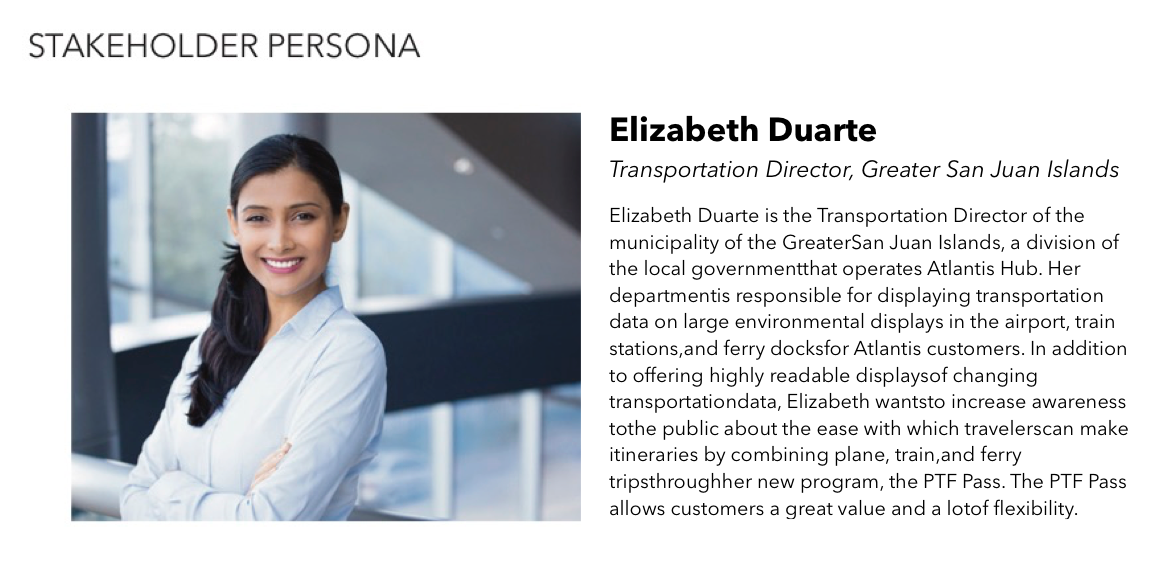 STAKEHOLDER PERSONA
Elizabeth Duarte
Transportation Director, Greater San Juan Islands
Elizabeth Duarte is the Transportation Director of the
municipality of the GreaterSan Juan Islands, a division of
the local governmentthat operates Atlantis Hub. Her
departmentis responsible for displaying transportation
data on large environmental displays in the airport, train
stations,and ferry docksfor Atlantis customers. In addition
to offering highly readable displaysof changing
transportationdata, Elizabeth wantsto increase awareness
tothe public about the ease with which travelerscan make
itineraries by combining plane, train,and ferry
tripsthroughher new program, the PTF Pass. The PTF Pass
allows customers a great value and a lotof flexibility.